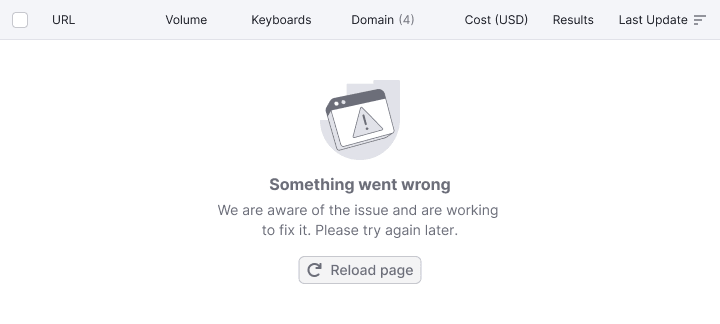 URL Volume Keyboards Domain (4) Cost (USD) Results Last Update
Something went wrong
We are aware of the issue and are working
to fix it. Please try again later.
Reload page